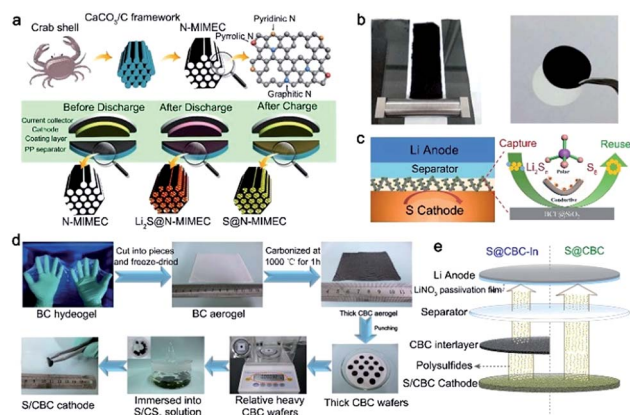 a
CaCO₃/C framework
Crab shell
N-MIMEC
Pyridinic N
Pyrrolic N
Graphitic N
Before Discharge
After Discharge
After Charge
Current collector
Cathode
Coating layer
PP separator
N-MIMEC
Li₂S@N-MIMEC
S@N-MIMEC
b
c
Li Anode
Separator
S Cathode
Capture
Reuse
Polar
Conductive
d
Cut into pieces
and freeze-dried
Carbonized at
1000 ℃ for 1h
BC hydeogel
BC aerogel
Thick CBC aerogel
Punching
S/CBC cathode
Immersed into
S/CS₂ solution
Relative heavy
CBC wafers
Thick CBC wafers
e
S@CBC-In
S@CBC
Li Anode
LiNO₃ passivation film
Separator
CBC interlayer
Polysulfides
S/CBC Cathode